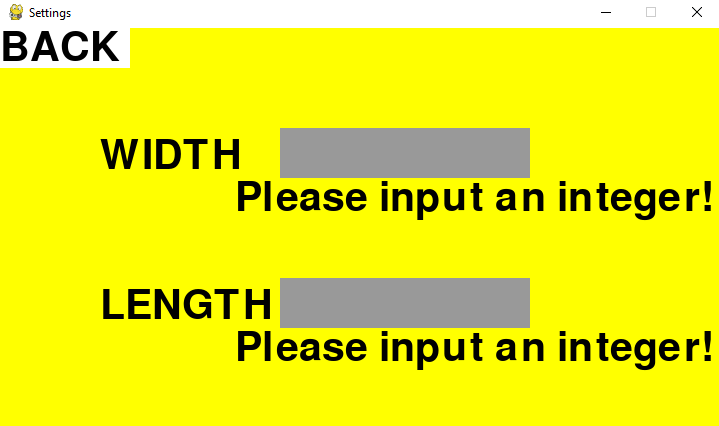 Settings
BACK
WIDTH
Please input an integer!
LENGTH
Please input an integer!